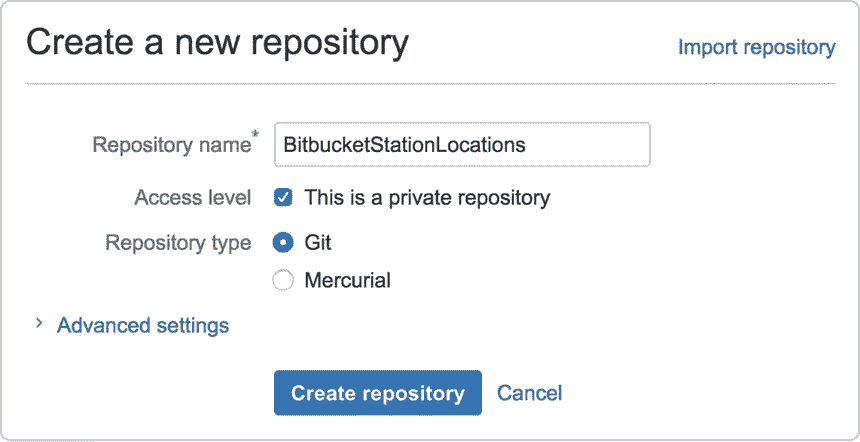 Create a new repository
Import repository
Repository name*
BitbucketStationLocations
Access level
This is a private repository
Repository type
Git
Mercurial
Advanced settings
Create repository
Cancel